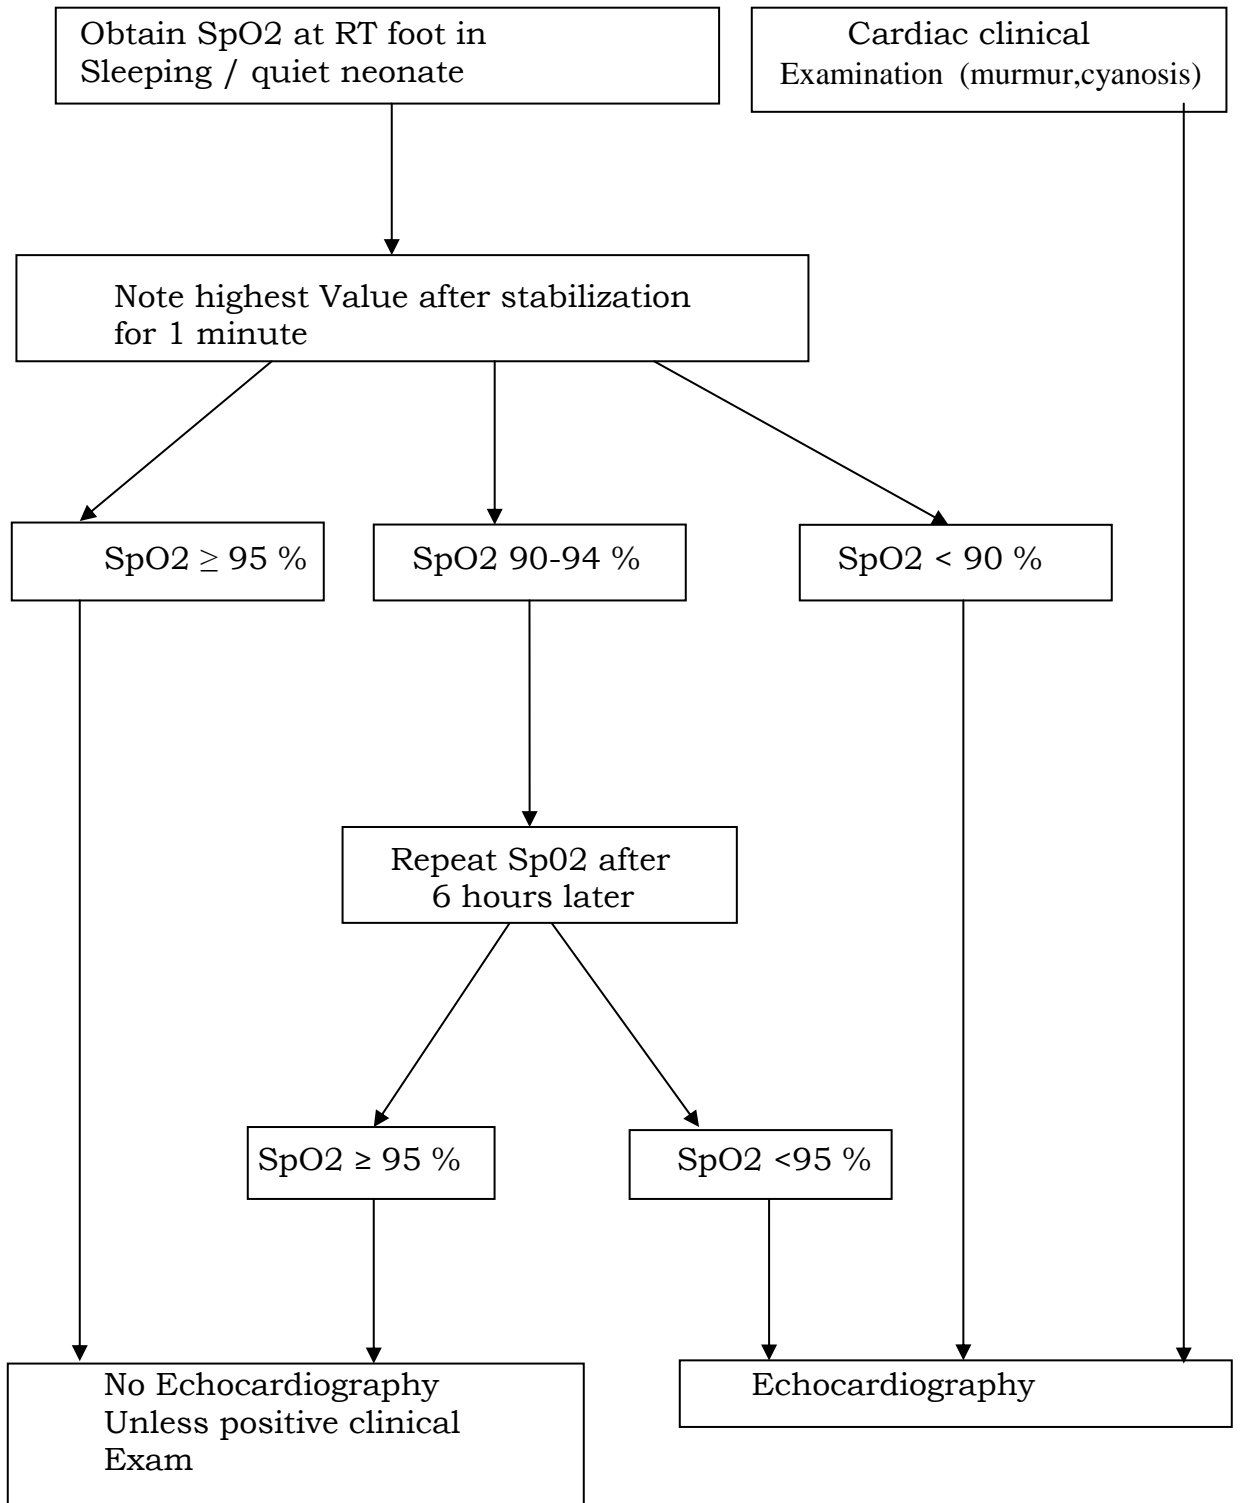 Obtain SpO2 at RT foot in
Sleeping / quiet neonate
Cardiac clinical
Examination (murmur,cyanosis)
Note highest Value after stabilization
for 1 minute
SpO2 ≥ 95 %
SpO2 90-94 %
SpO2 < 90 %
Repeat Sp02 after
6 hours later
SpO2 ≥ 95 %
SpO2 <95 %
No Echocardiography
Unless positive clinical
Exam
Echocardiography